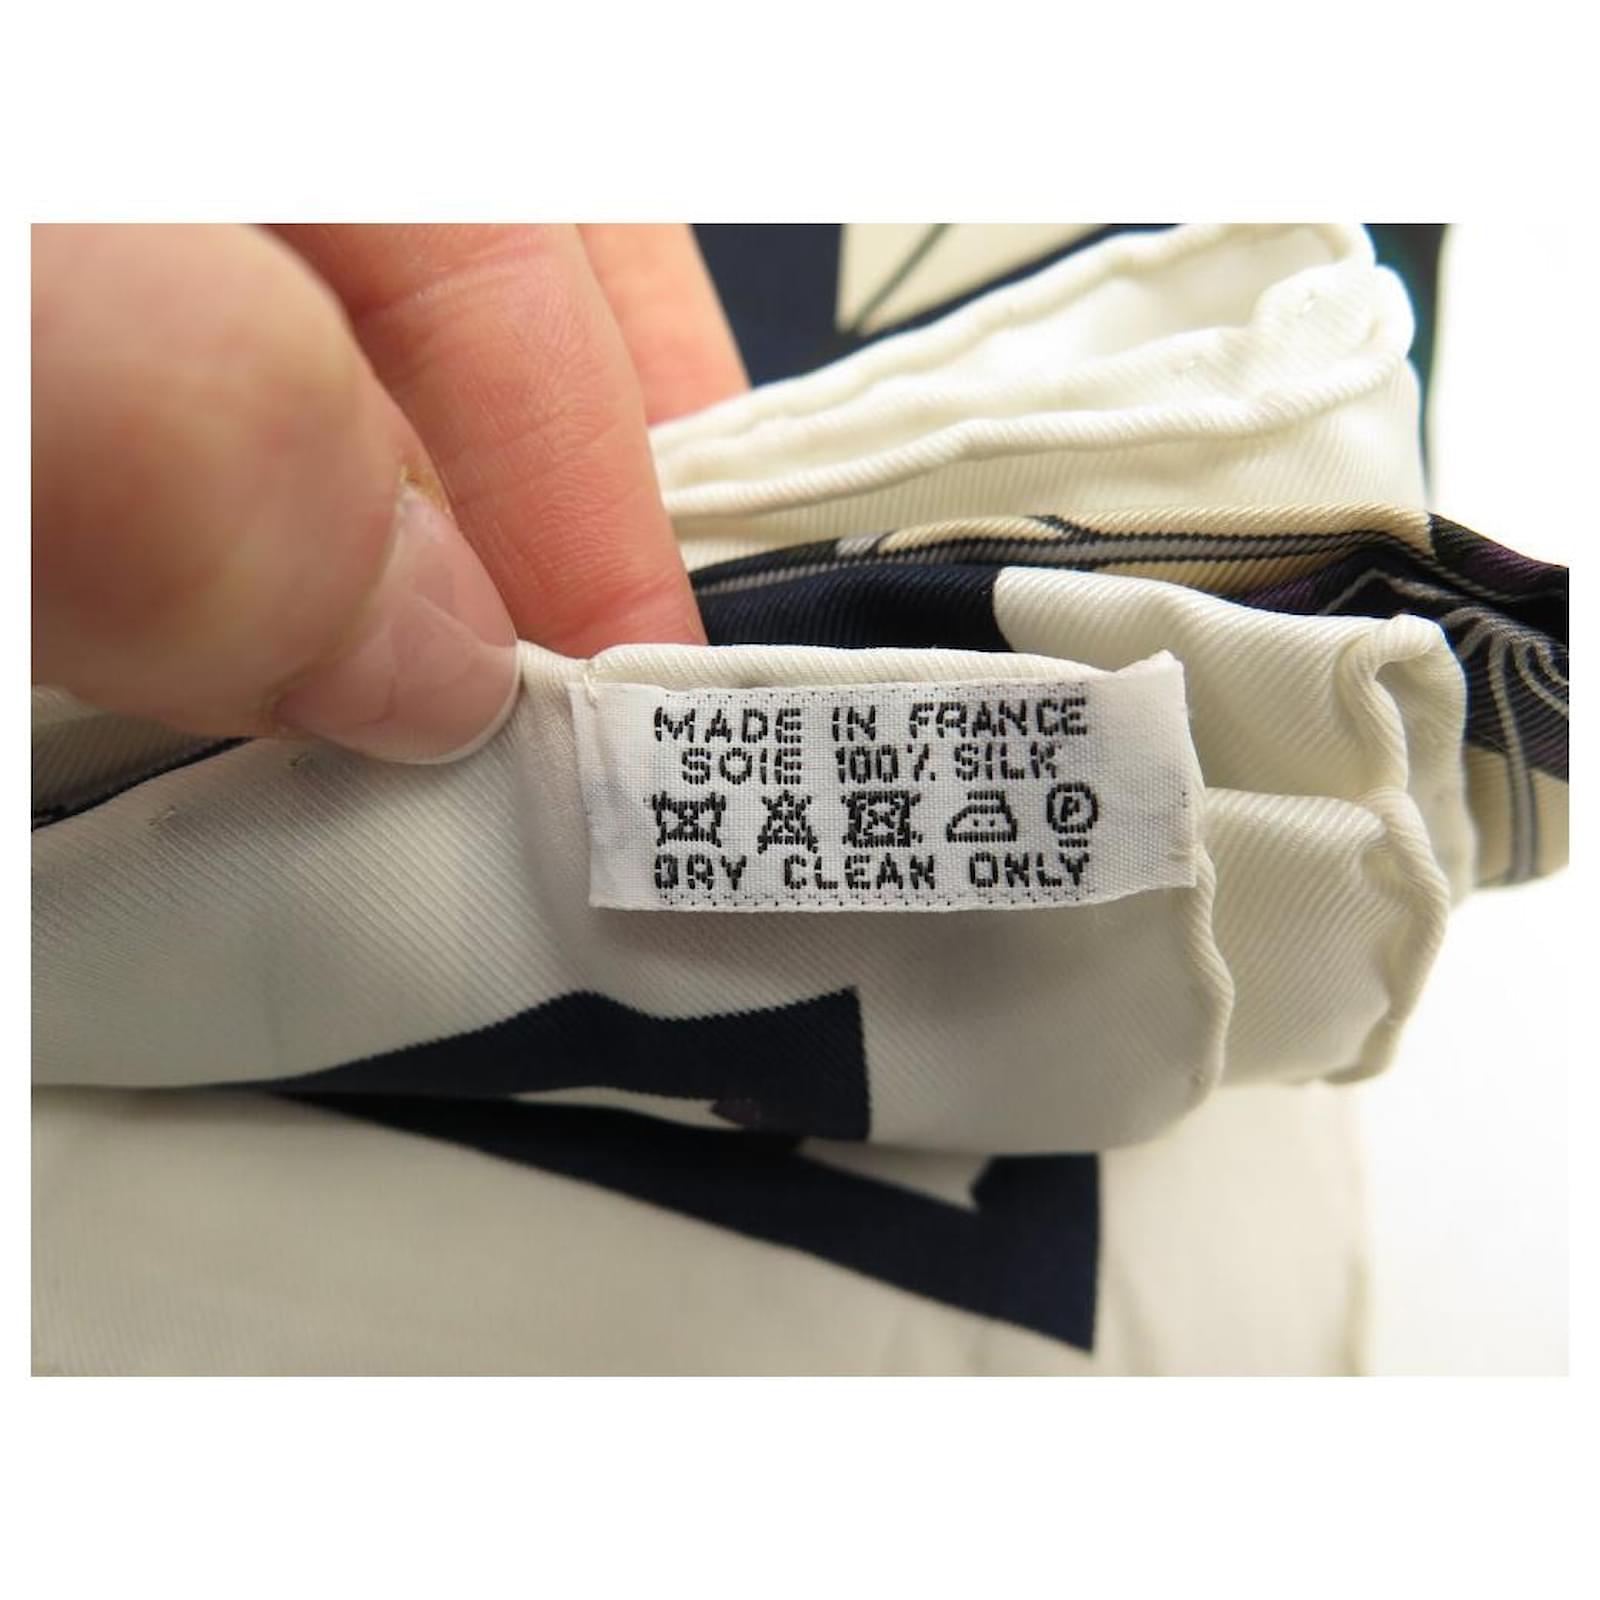 MADE IN FRANCE
SOIE 100% SILK
P
DRY CLEAN ONLY